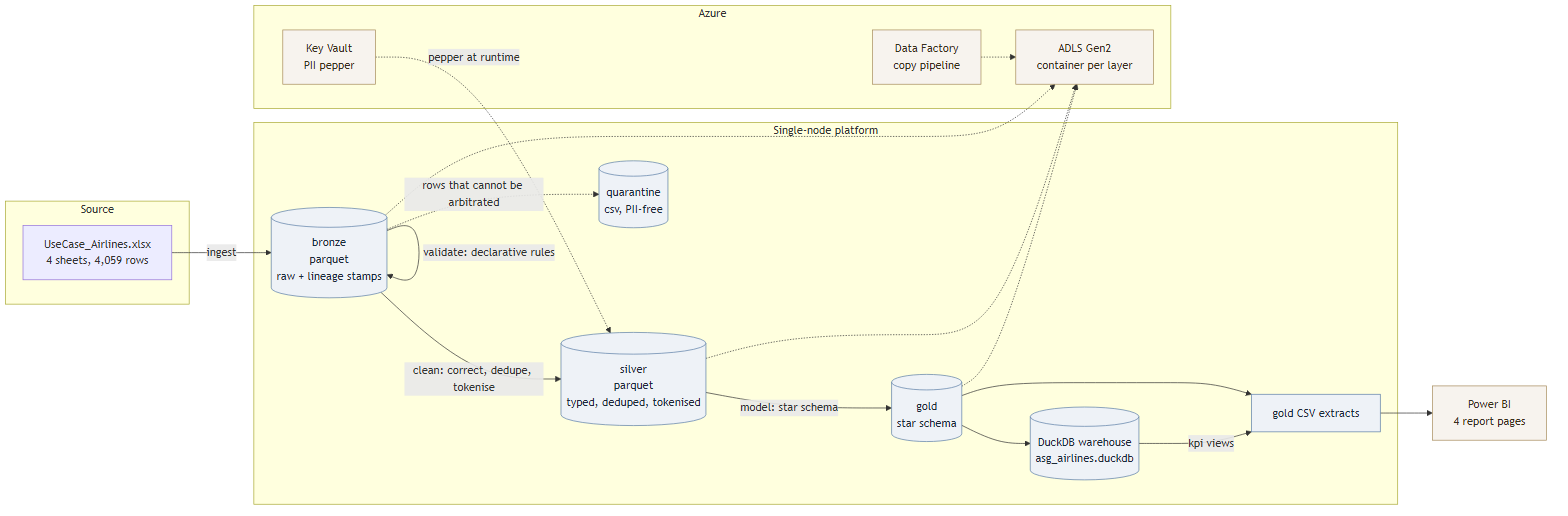 Azure
Key Vault
PII pepper
pepper at runtime
Data Factory
copy pipeline
ADLS Gen2
container per layer
Single-node platform
Source
UseCase_Airlines.xlsx
4 sheets, 4,059 rows
ingest
bronze
parquet
raw + lineage stamps
rows that cannot be
arbitrated
quarantine
csv, PII-free
validate: declarative rules
clean: correct, dedupe,
tokenise
silver
parquet
typed, deduped, tokenised
model: star schema
gold
star schema
DuckDB warehouse
asg_airlines.duckdb
kpi views
gold CSV extracts
Power BI
4 report pages